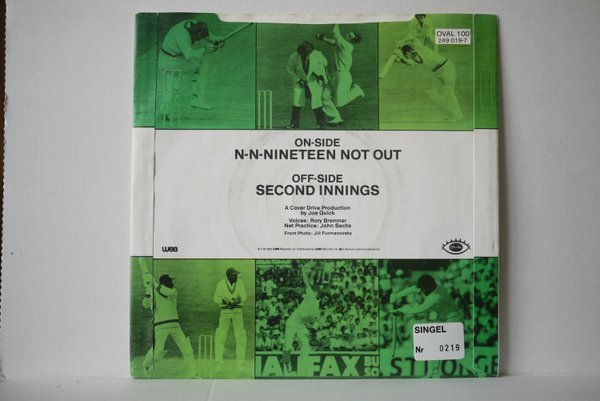 OVAL 100
249 019-7
ON-SIDE
N-N-NINETEEN NOT OUT
OFF-SIDE
SECOND INNINGS
A Cover Drive Production
by Joe Quick
Voices: Rory Bremner
Net Practice: John Sachs
Front Photo: Jill Furmanovsky
wea
SINGEL
Nr 0219
HALIFAX